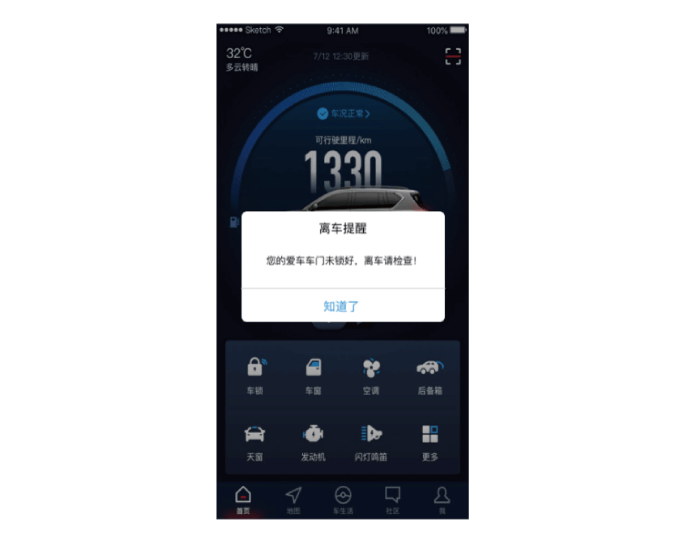 Sketch
9:41 AM
100%
32℃
7/12 12:30更新
多云转晴
车况正常
可行驶里程/km
1330
离车提醒
您的爱车车门未锁好，离车请检查！
知道了
车锁
车窗
空调
后备箱
天窗
发动机
闪灯鸣笛
更多
首页
地图
车生活
社区
我